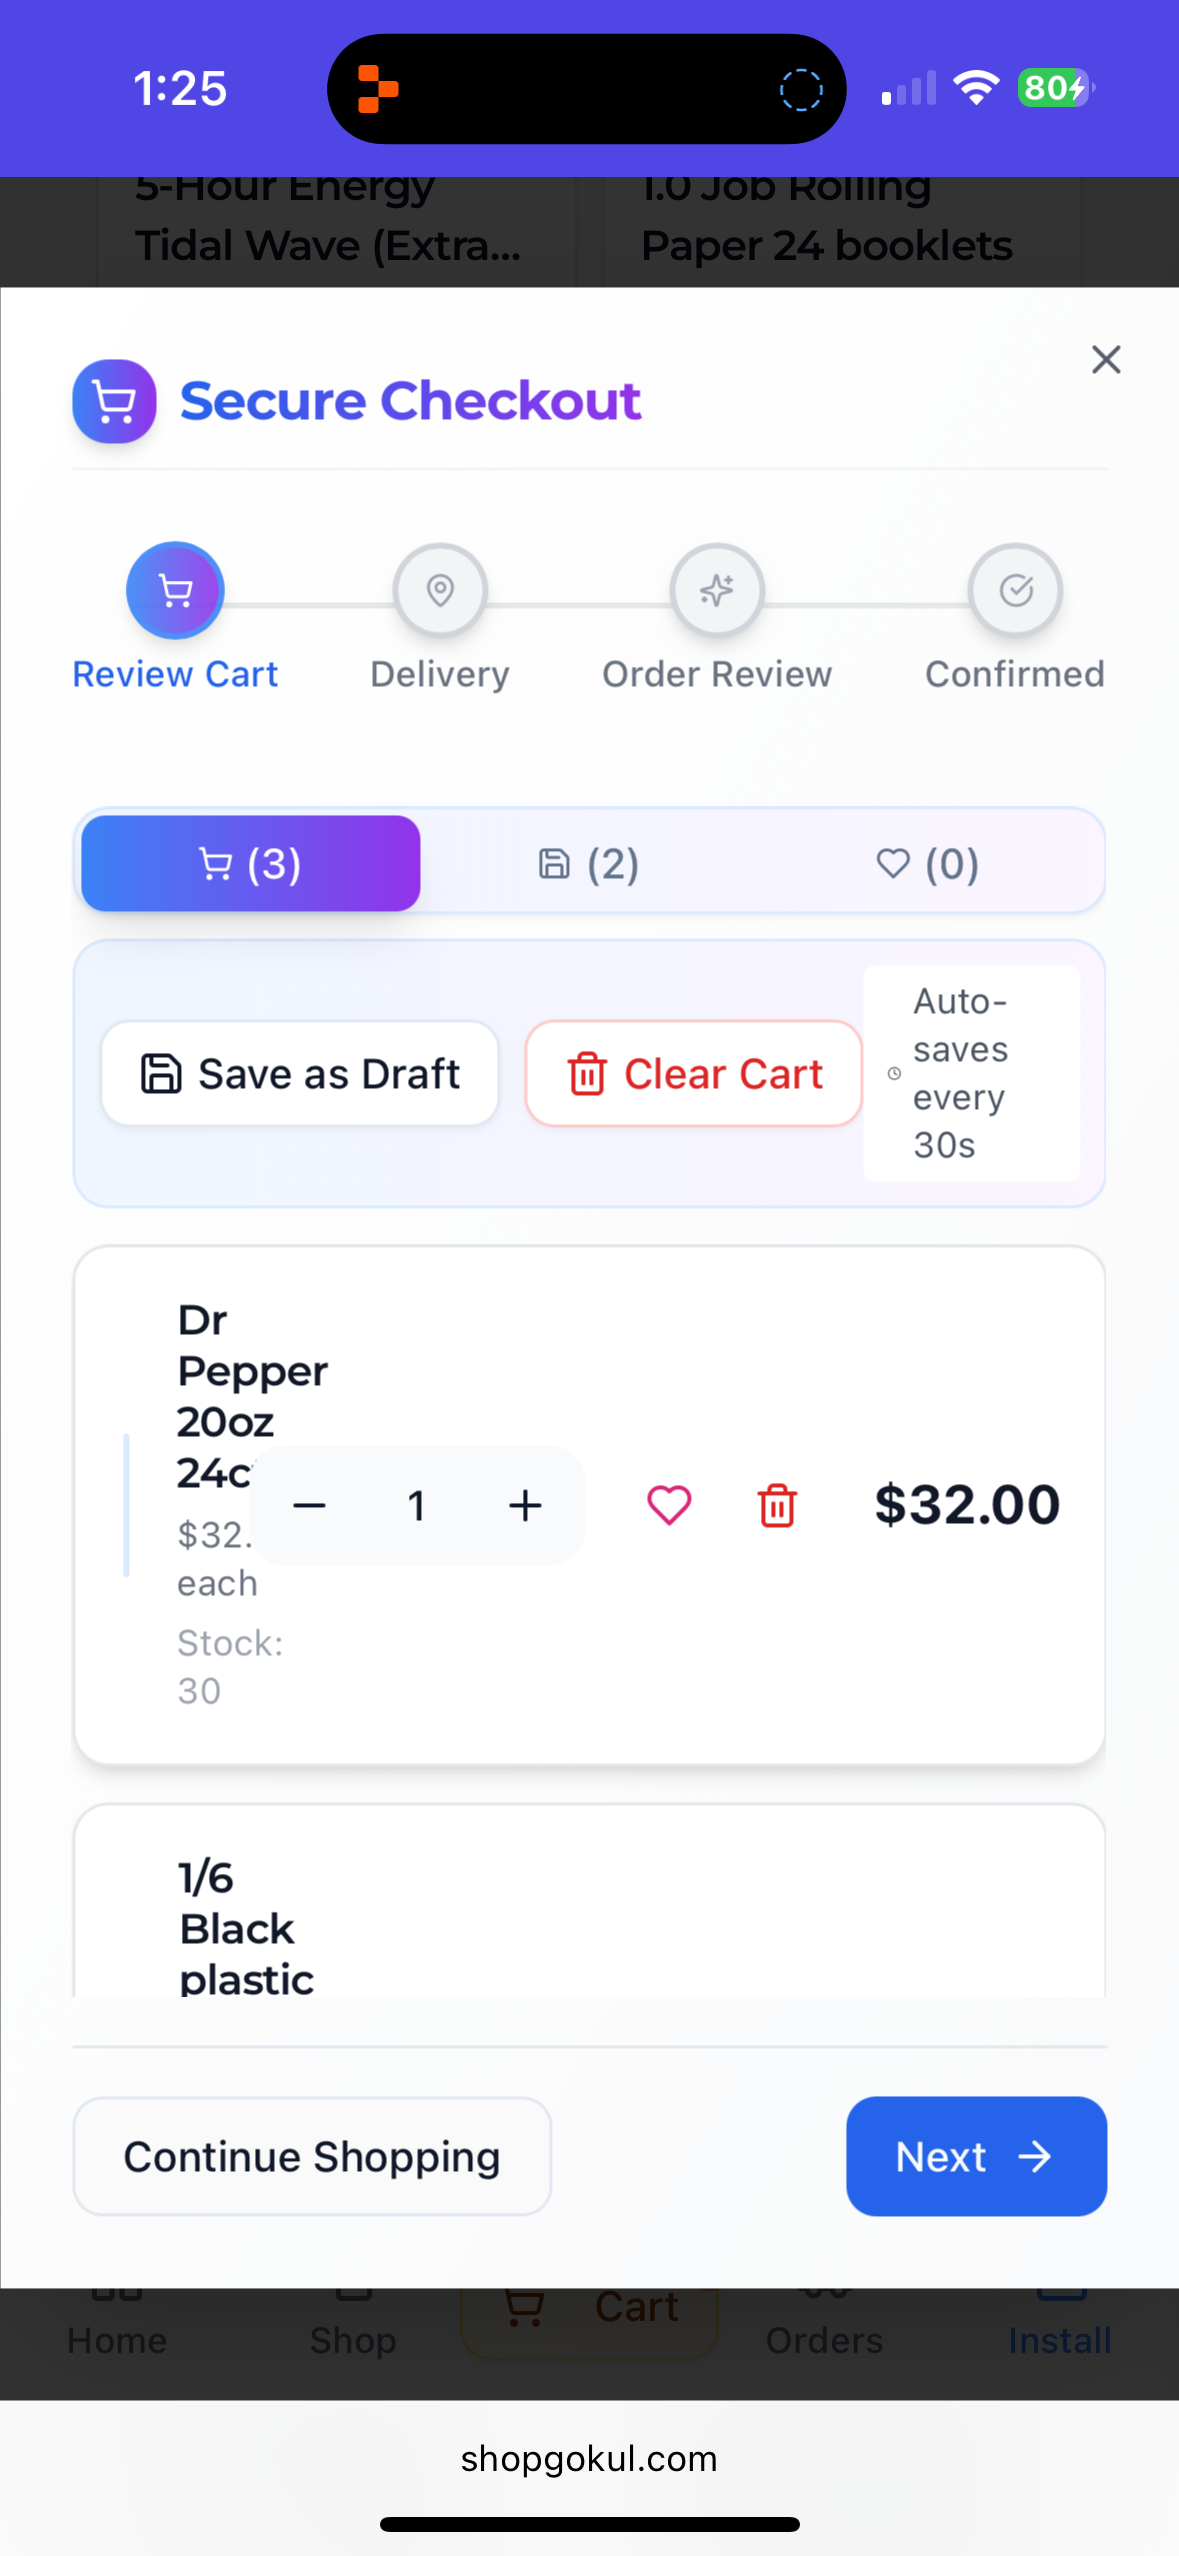 1:25
80
5-Hour Energy
Tidal Wave (Extra...
1.0 Job Rolling
Paper 24 booklets
Secure Checkout
Review Cart
Delivery
Order Review
Confirmed
(3)
(2)
(0)
Save as Draft
Clear Cart
Auto-
saves
every
30s
Dr
Pepper
20oz
$32.
each
Stock:
30
1
$32.00
1/6
Black
plastic
Continue Shopping
Next
Home
Shop
Cart
Orders
Install
shopgokul.com